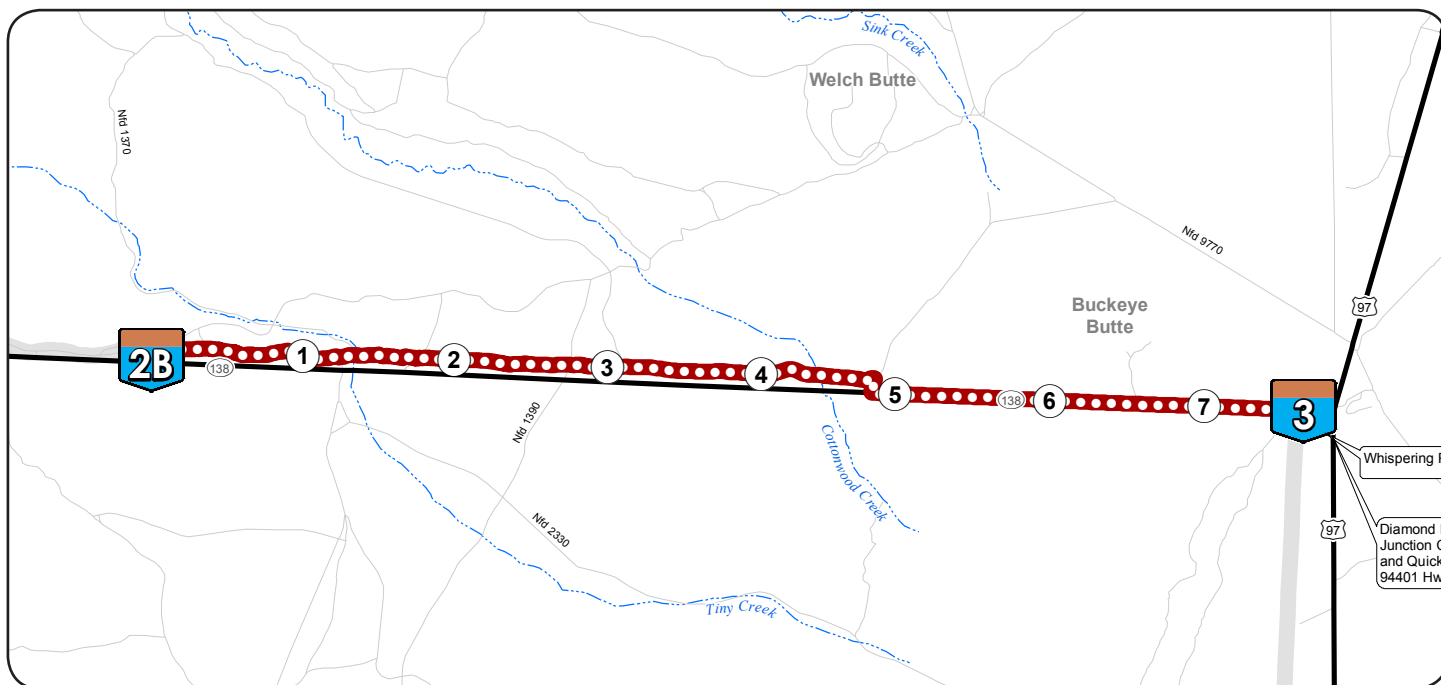 Sink Creek
Welch Butte
Nfd 1370
Nfd 9770
Buckeye
Butte
97
2B
138
1
2
3
4
5
138
6
7
3
Nfd 1390
Cottonwood Creek
Whispering
97
Nfd 2330
Diamond
Junction
and Quick
94401 Hw
Tiny Creek